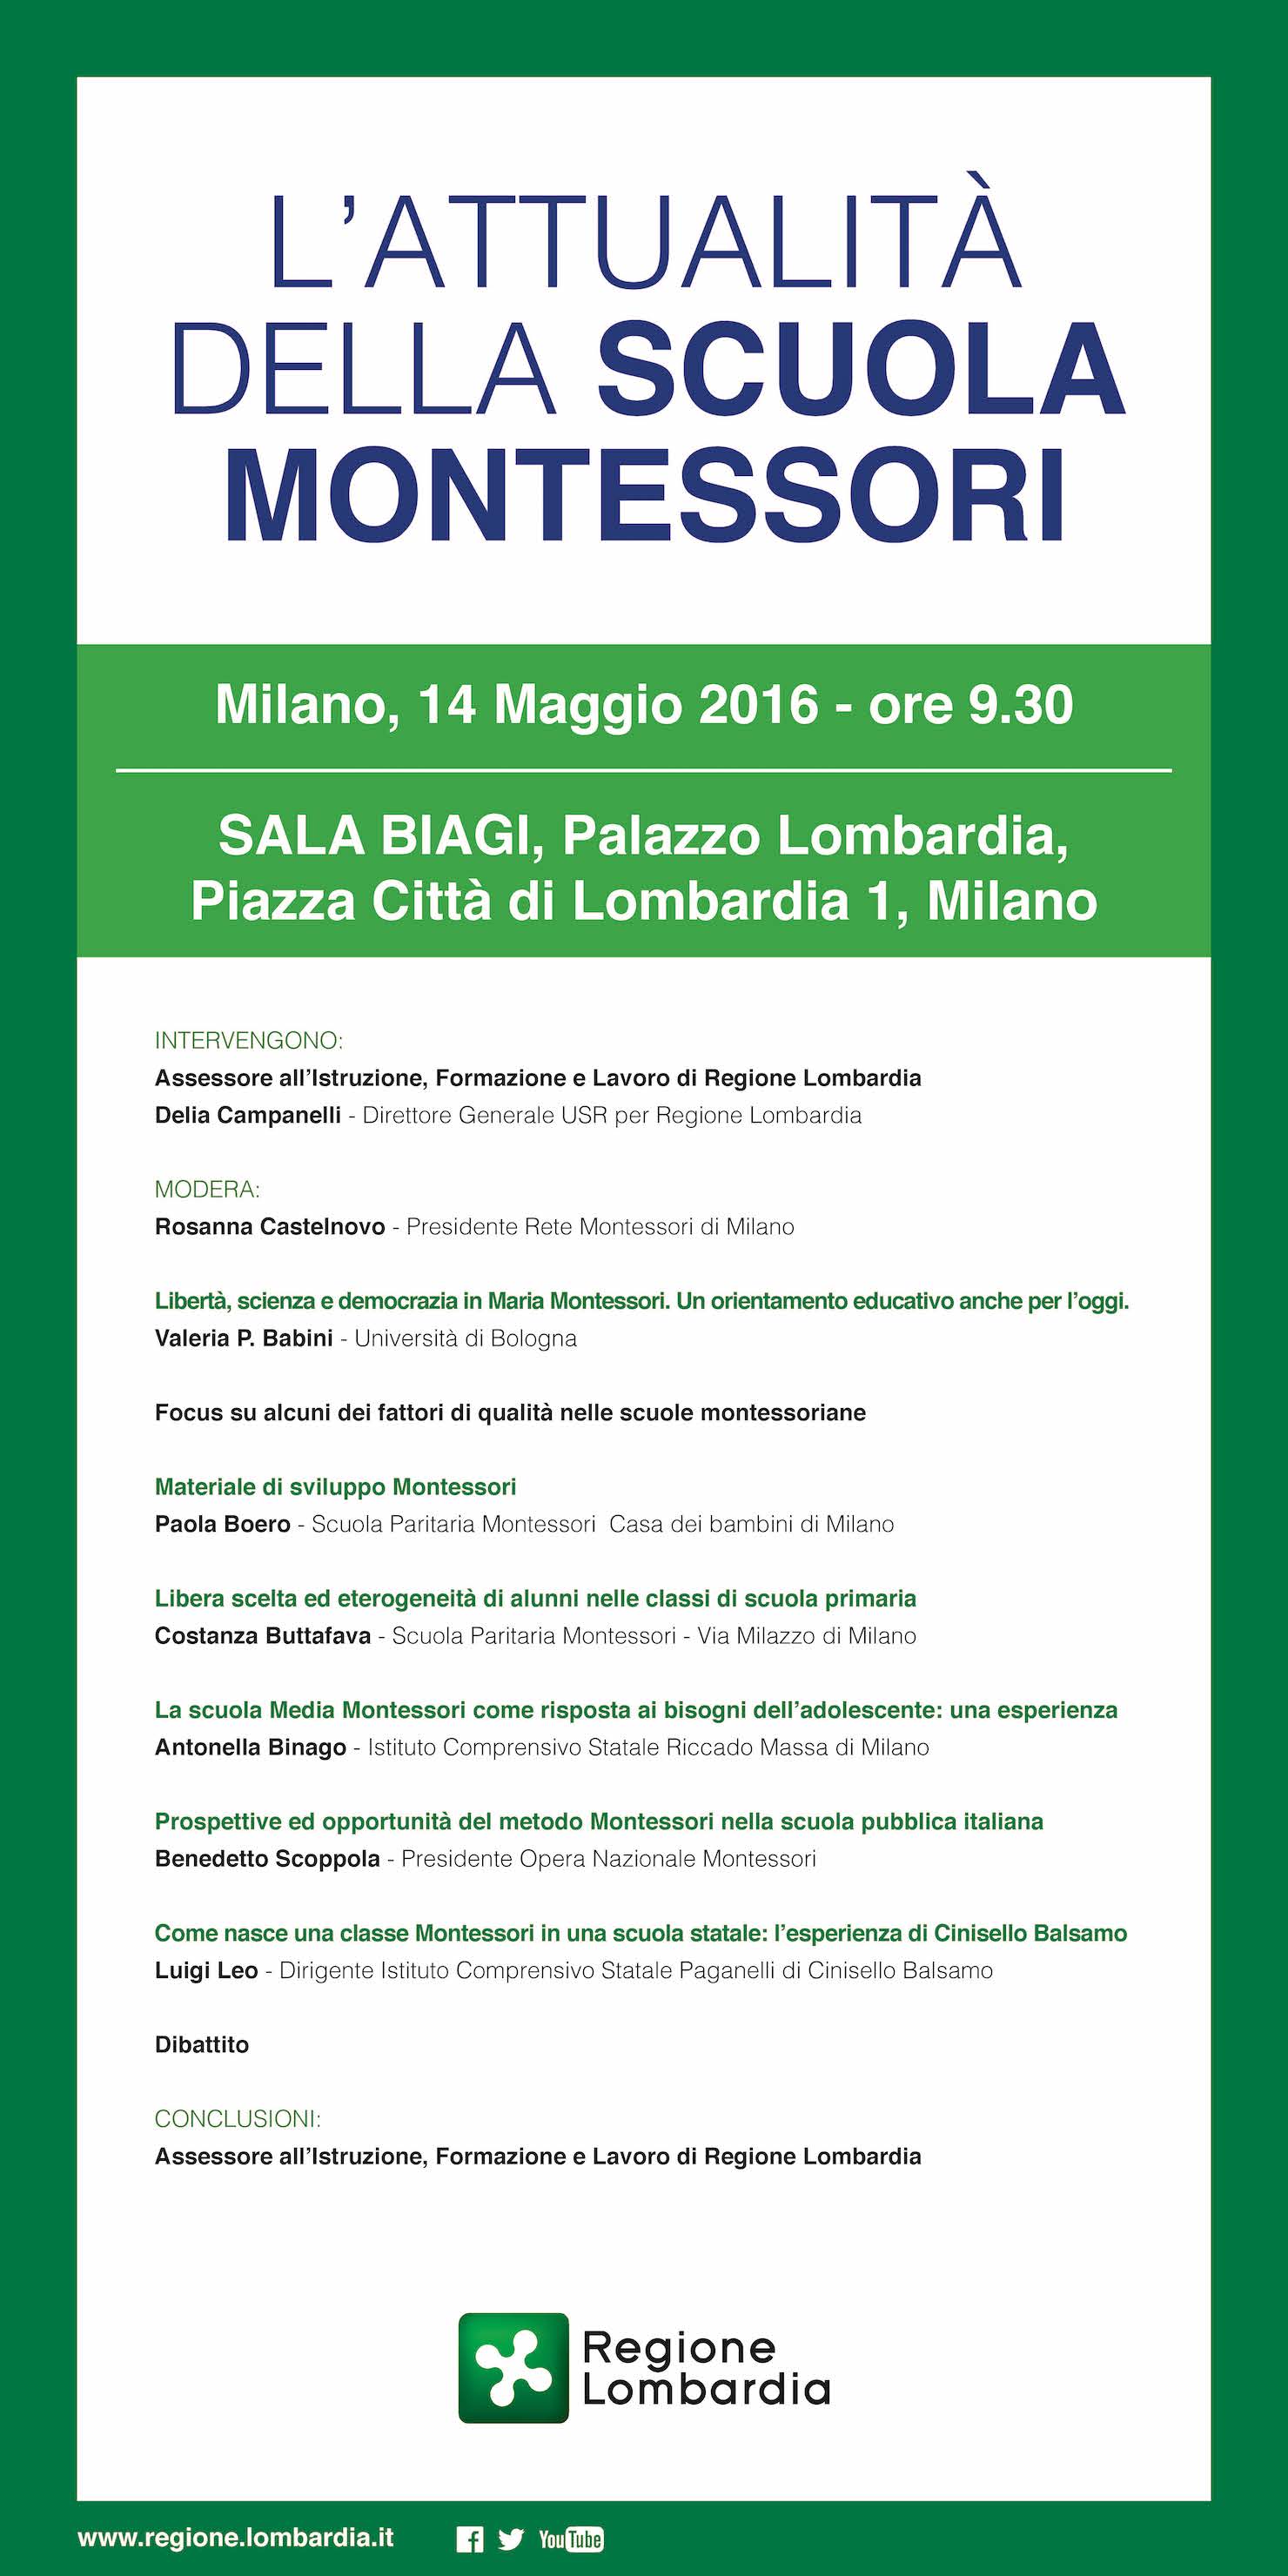 L’ATTUALITÀ
DELLA SCUOLA
MONTESSORI
Milano, 14 Maggio 2016 - ore 9.30
SALA BIAGI, Palazzo Lombardia,
Piazza Città di Lombardia 1, Milano
INTERVENGONO:
Assessore all’Istruzione, Formazione e Lavoro di Regione Lombardia
Delia Campanelli - Direttore Generale USR per Regione Lombardia
MODERA:
Rosanna Castelnovo - Presidente Rete Montessori di Milano
Libertà, scienza e democrazia in Maria Montessori. Un orientamento educativo anche per l’oggi.
Valeria P. Babini - Università di Bologna
Focus su alcuni dei fattori di qualità nelle scuole montessoriane
Materiale di sviluppo Montessori
Paola Boero - Scuola Paritaria Montessori  Casa dei bambini di Milano
Libera scelta ed eterogeneità di alunni nelle classi di scuola primaria
Costanza Buttafava - Scuola Paritaria Montessori - Via Milazzo di Milano
La scuola Media Montessori come risposta ai bisogni dell’adolescente: una esperienza
Antonella Binago - Istituto Comprensivo Statale Riccado Massa di Milano
Prospettive ed opportunità del metodo Montessori nella scuola pubblica italiana
Benedetto Scoppola - Presidente Opera Nazionale Montessori
Come nasce una classe Montessori in una scuola statale: l’esperienza di Cinisello Balsamo
Luigi Leo - Dirigente Istituto Comprensivo Statale Paganelli di Cinisello Balsamo
Dibattito
CONCLUSIONI:
Assessore all’Istruzione, Formazione e Lavoro di Regione Lombardia
Regione
Lombardia
www.regione.lombardia.it YouTube